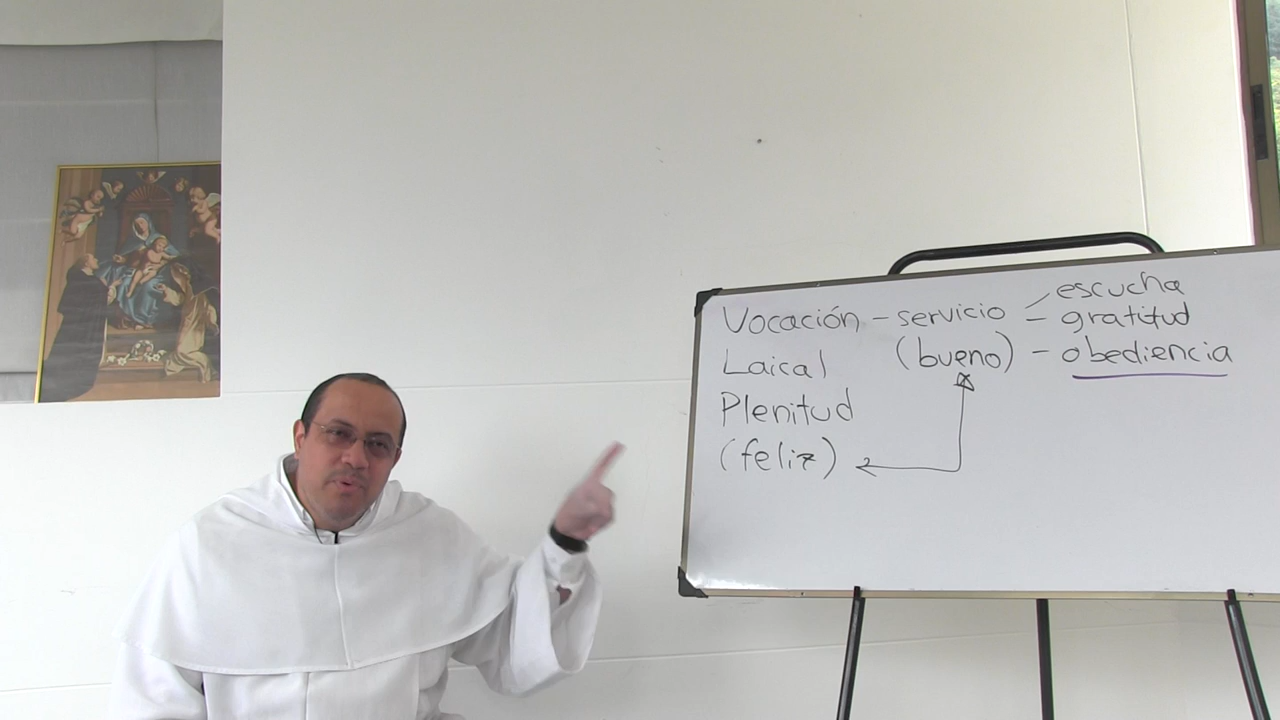 Vocación - servicio - escucha
- gratitud
Laical (bueno) - obediencia
Plenitud
(feliz)